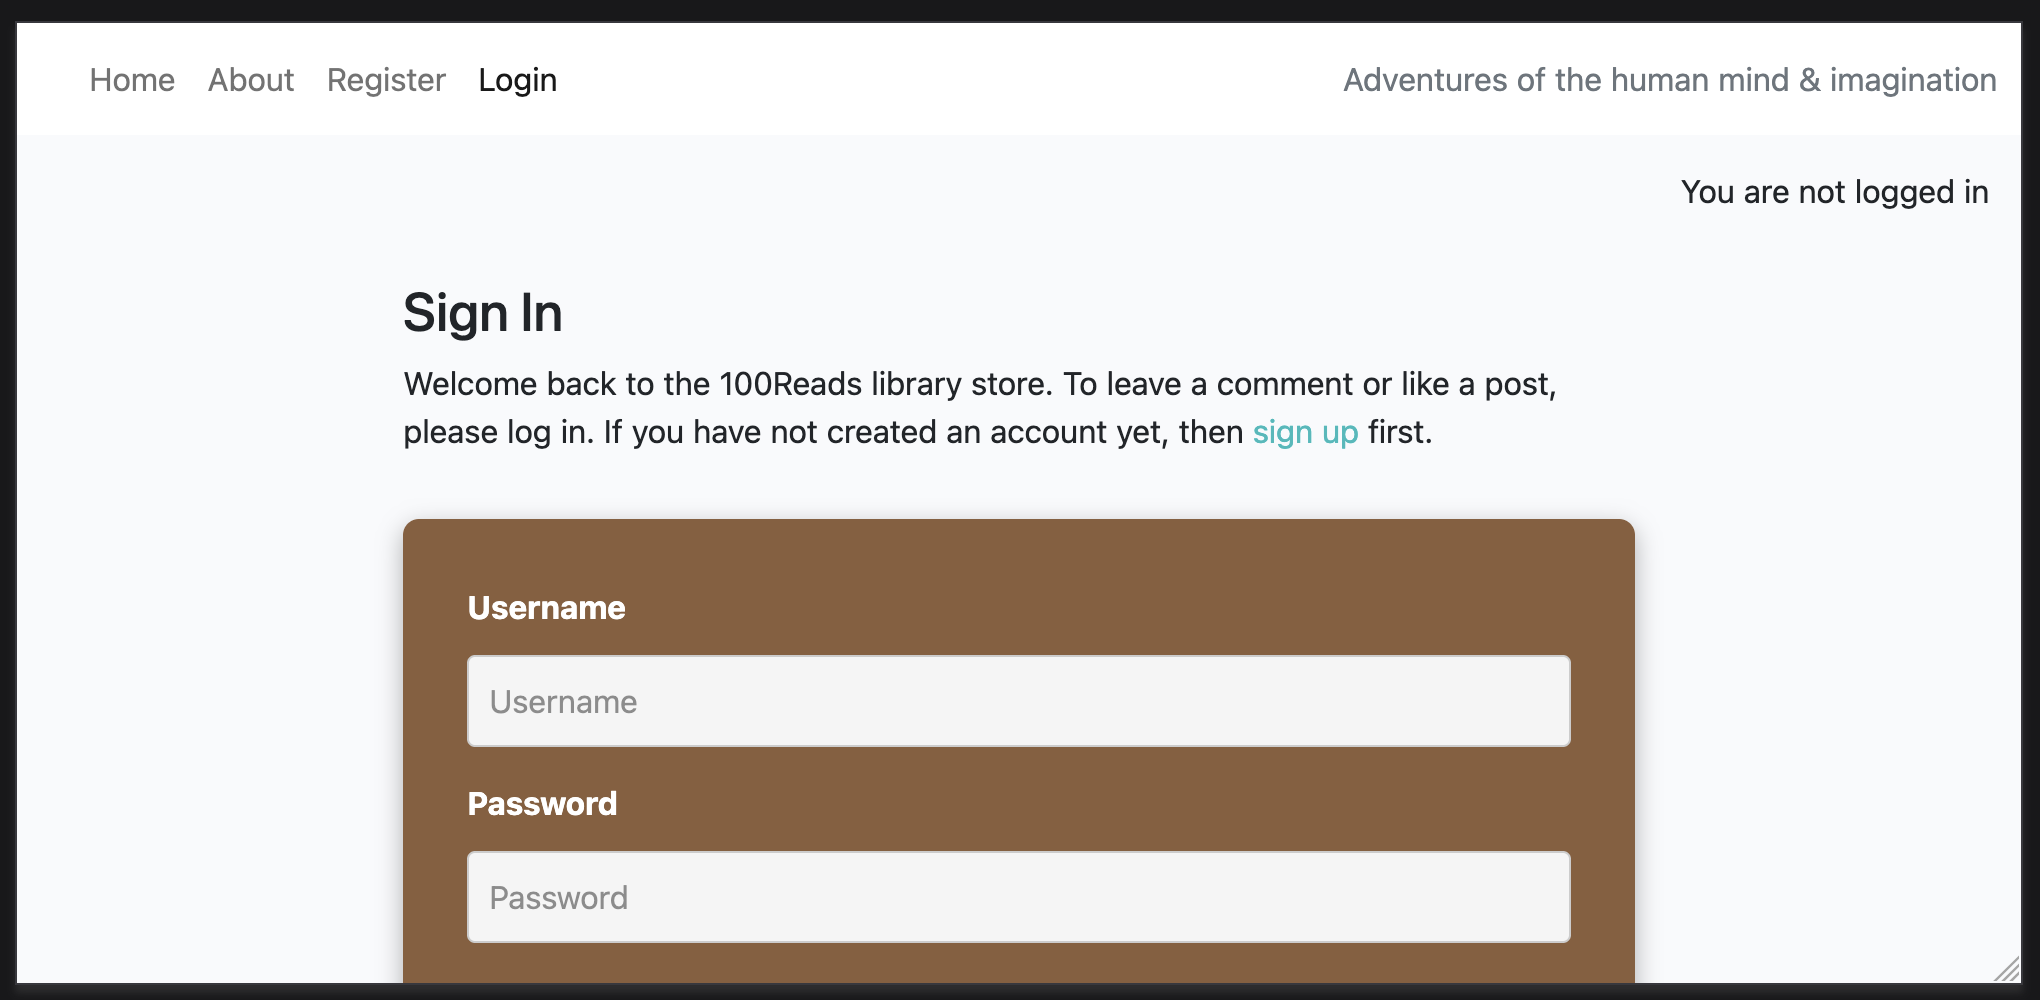 Home About Register Login Adventures of the human mind & imagination
You are not logged in
Sign In
Welcome back to the 100Reads library store. To leave a comment or like a post,
please log in. If you have not created an account yet, then sign up first.
Username
Username
Password
Password